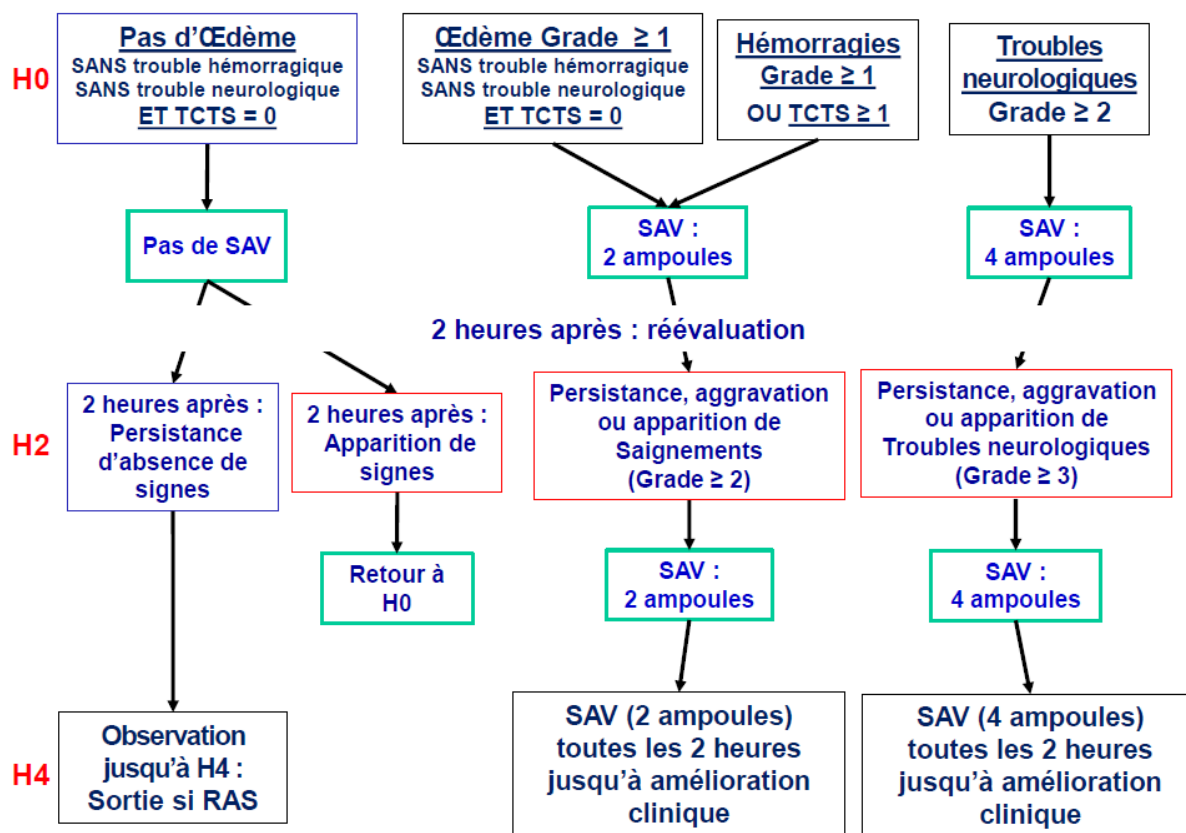 H0
Pas d’Œdème
SANS trouble hémorragique
SANS trouble neurologique
ET TCTS = 0
Œdème Grade ≥ 1
SANS trouble hémorragique
SANS trouble neurologique
ET TCTS = 0
Hémorragies
Grade ≥ 1
OU TCTS ≥ 1
Troubles
neurologiques
Grade ≥ 2
Pas de SAV
SAV :
2 ampoules
SAV :
4 ampoules
2 heures après : réévaluation
H2
2 heures après :
Persistance
d’absence de
signes
2 heures après :
Apparition de
signes
Persistance, aggravation
ou apparition de
Saignements
(Grade ≥ 2)
Persistance, aggravation
ou apparition de
Troubles neurologiques
(Grade ≥ 3)
Retour à
H0
SAV :
2 ampoules
SAV :
4 ampoules
H4
Observation
jusqu’à H4 :
Sortie si RAS
SAV (2 ampoules)
toutes les 2 heures
jusqu’à amélioration
clinique
SAV (4 ampoules)
toutes les 2 heures
jusqu’à amélioration
clinique